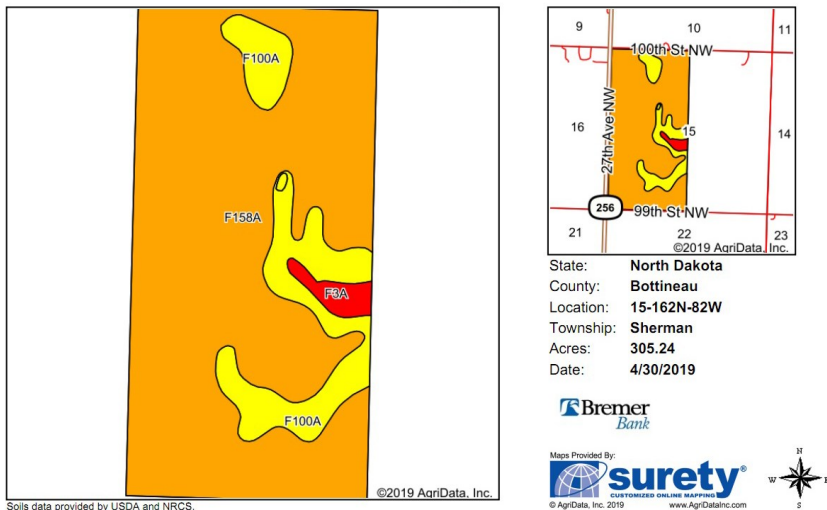 F100A
F158A
F3A
F100A
©2019 AgriData, Inc.
Soils data provided by USDA and NRCS.
9
10
11
100th St NW
16
27th Ave NW
15
14
256
99th St NW
21
22
23
©2019 AgriData, Inc.
State: North Dakota
County: Bottineau
Location: 15-162N-82W
Township: Sherman
Acres: 305.24
Date: 4/30/2019
Bremer
Bank
Maps Provided By:
surety®
CUSTOMIZED ONLINE MAPPING
© AgriData, Inc. 2019 www.AgriDataInc.com
N
W E
S